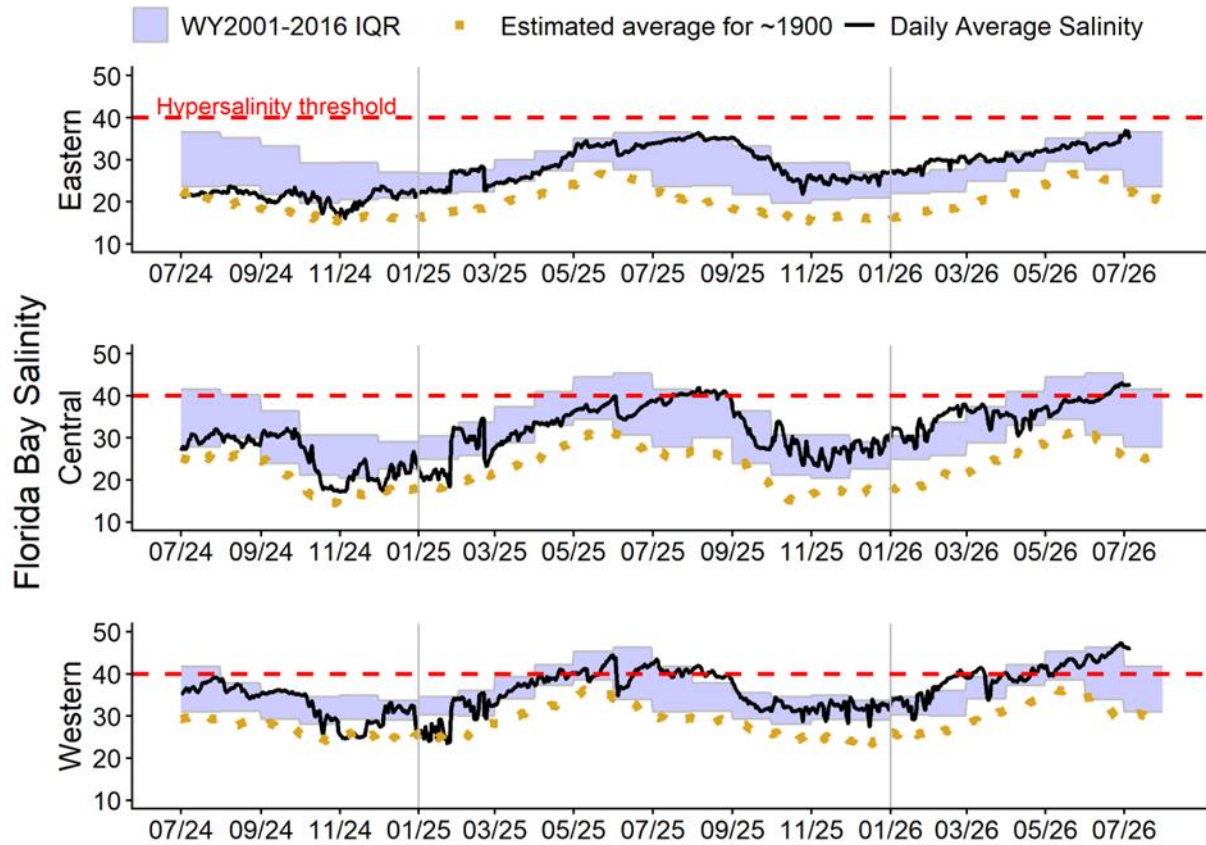 WY2001-2016 IQR Estimated average for ~1900 Daily Average Salinity
Florida Bay Salinity
Eastern
50
40
30
20
10
Hypersalinity threshold
07/24 09/24 11/24 01/25 03/25 05/25 07/25 09/25 11/25 01/26 03/26 05/26 07/26
Central
50
40
30
20
10
07/24 09/24 11/24 01/25 03/25 05/25 07/25 09/25 11/25 01/26 03/26 05/26 07/26
Western
50
40
30
20
10
07/24 09/24 11/24 01/25 03/25 05/25 07/25 09/25 11/25 01/26 03/26 05/26 07/26